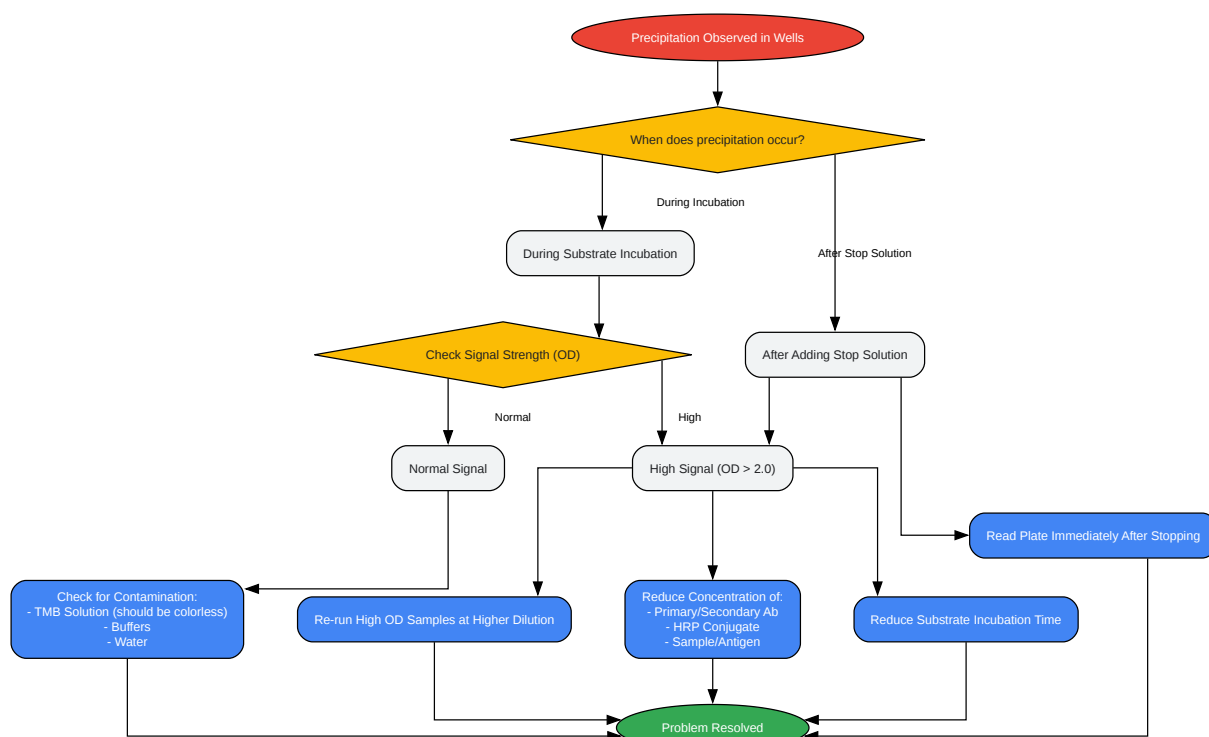 Precipitation Observed in Wells
When does precipitation occur?
During Incubation
During Substrate Incubation
After Stop Solution
Check Signal Strength (OD)
After Adding Stop Solution
Normal
High
Normal Signal
High Signal (OD > 2.0)
Read Plate Immediately After Stopping
Check for Contamination:
- TMB Solution (should be colorless)
- Buffers
- Water
Re-run High OD Samples at Higher Dilution
Reduce Concentration of:
- Primary/Secondary Ab
- HRP Conjugate
- Sample/Antigen
Reduce Substrate Incubation Time
Problem Resolved